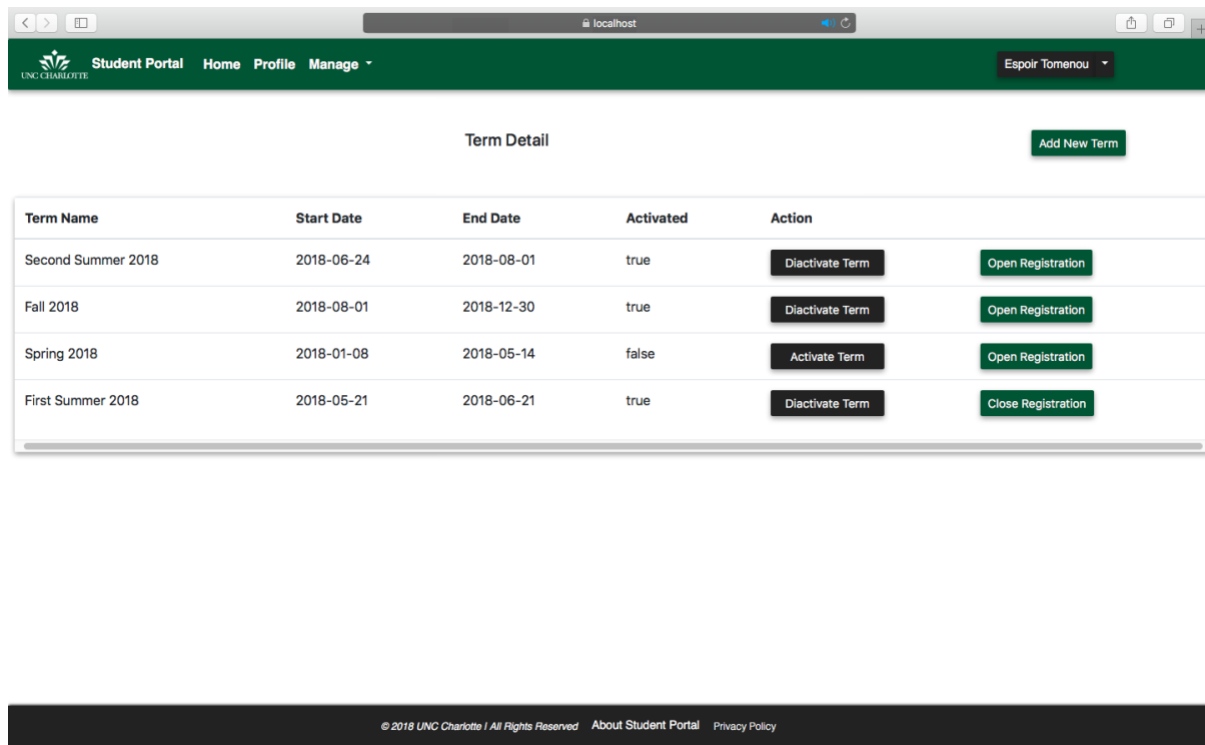 localhost
UNC CHARLOTTE Student Portal Home Profile Manage Espoir Tomenou
Term Detail Add New Term
Term Name Start Date End Date Activated Action
Second Summer 2018 2018-06-24 2018-08-01 true Diactivate Term Open Registration
Fall 2018 2018-08-01 2018-12-30 true Diactivate Term Open Registration
Spring 2018 2018-01-08 2018-05-14 false Activate Term Open Registration
First Summer 2018 2018-05-21 2018-06-21 true Diactivate Term Close Registration
© 2018 UNC Charlotte | All Rights Reserved About Student Portal Privacy Policy